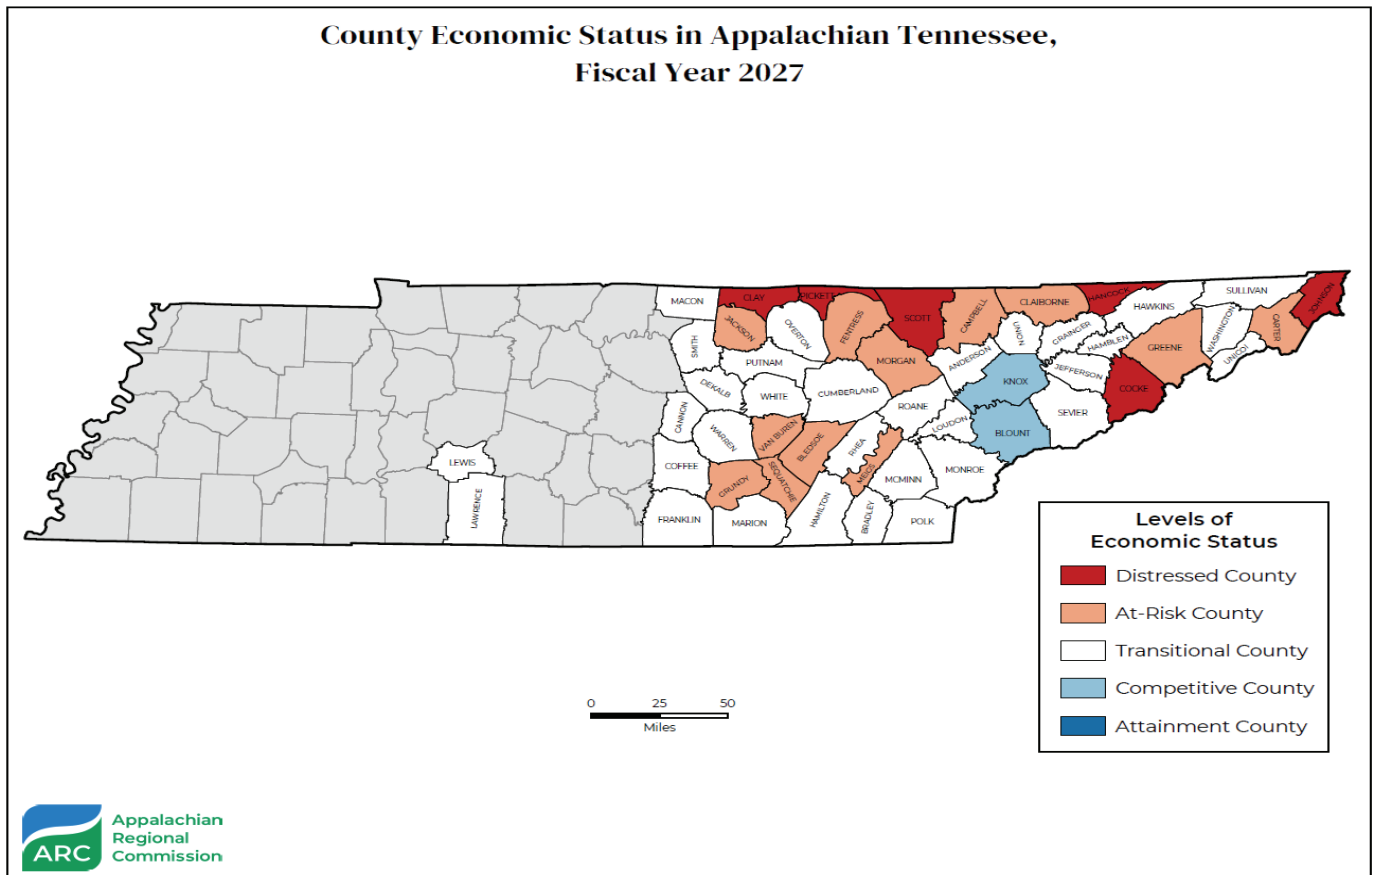 County Economic Status in Appalachian Tennessee,
Fiscal Year 2027
MACON
CLAY
PICKETT
SCOTT
CAMPBELL
CLAIBORNE
HANCOCK
HAWKINS
SULLIVAN
JOHNSON
JACKSON
OVERTON
FENTRESS
MORGAN
ANDERSON
UNION
GRAINGER
HAMBLEN
GREENE
WASHINGTON
UNICOI
CARTER
SMITH
PUTNAM
DEKALB
WHITE
CUMBERLAND
ROANE
LOUDON
KNOX
JEFFERSON
COCKE
SEVIER
BLOUNT
CANNON
WARREN
VAN BUREN
BLEDSOE
RHEA
MEIGS
MCMINN
MONROE
LEWIS
COFFEE
GRUNDY
SEQUATCHIE
LAWRENCE
FRANKLIN
MARION
HAMILTON
BRADLEY
POLK
Levels of
Economic Status
Distressed County
At-Risk County
Transitional County
Competitive County
Attainment County
0 25 50
Miles
ARC
Appalachian
Regional
Commission